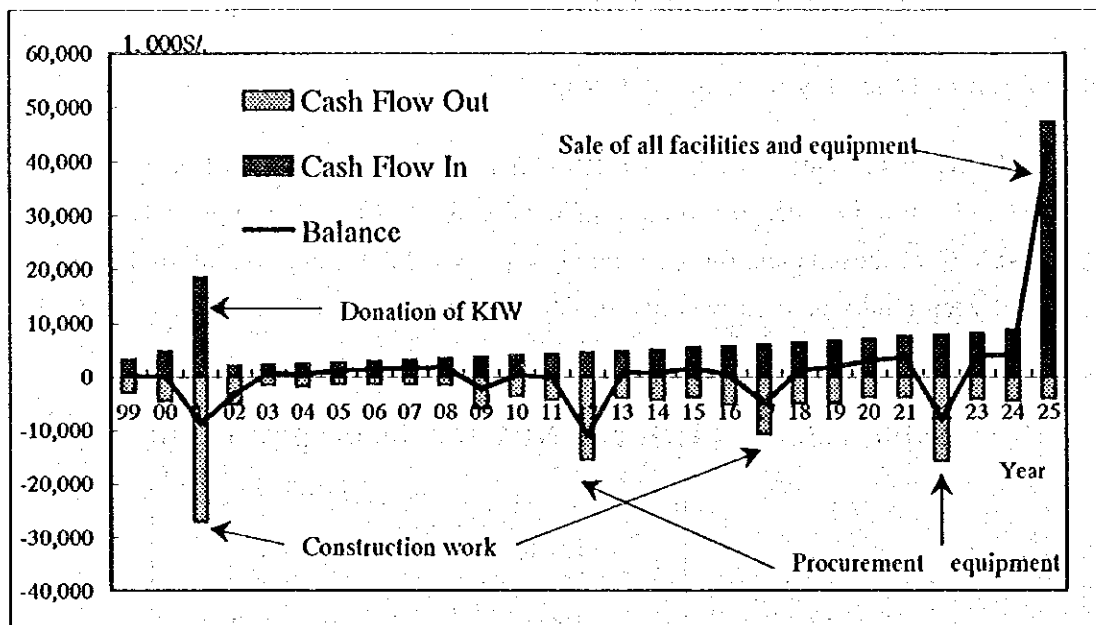 1.000S/.
60,000
50,000
40,000
30,000
20,000
10,000
0
-10,000
-20,000
-30,000
-40,000
Cash Flow Out
Cash Flow In
Balance
Sale of all facilities and equipment
Donation of KfW
99 00 02 03 04 05 06 07 08 09 10 11 12 13 14 15 16 17 18 19 20 21 22 23 24 25
Year
Construction work
Procurement equipment